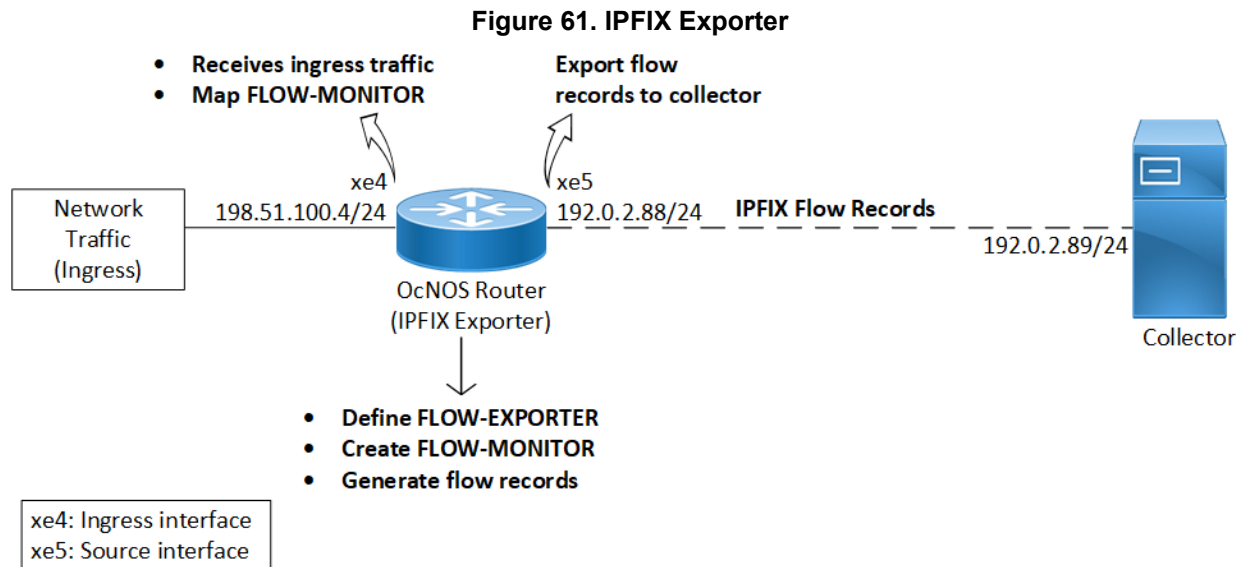 Figure 61. IPFIX Exporter
• Receives ingress traffic
• Map FLOW-MONITOR
Export flow
records to collector
xe4
xe5
Network
Traffic
(Ingress)
198.51.100.4/24
192.0.2.88/24
IPFIX Flow Records
192.0.2.89/24
OcNOS Router
(IPFIX Exporter)
Collector
• Define FLOW-EXPORTER
• Create FLOW-MONITOR
• Generate flow records
xe4: Ingress interface
xe5: Source interface